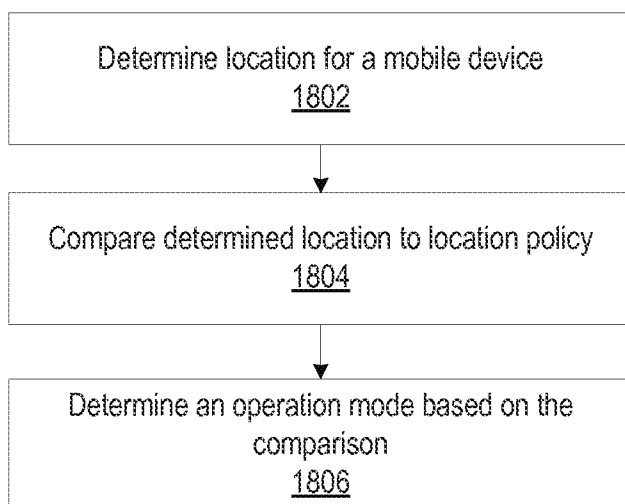 Determine location for a mobile device
1802
Compare determined location to location policy
1804
Determine an operation mode based on the
comparison
1806